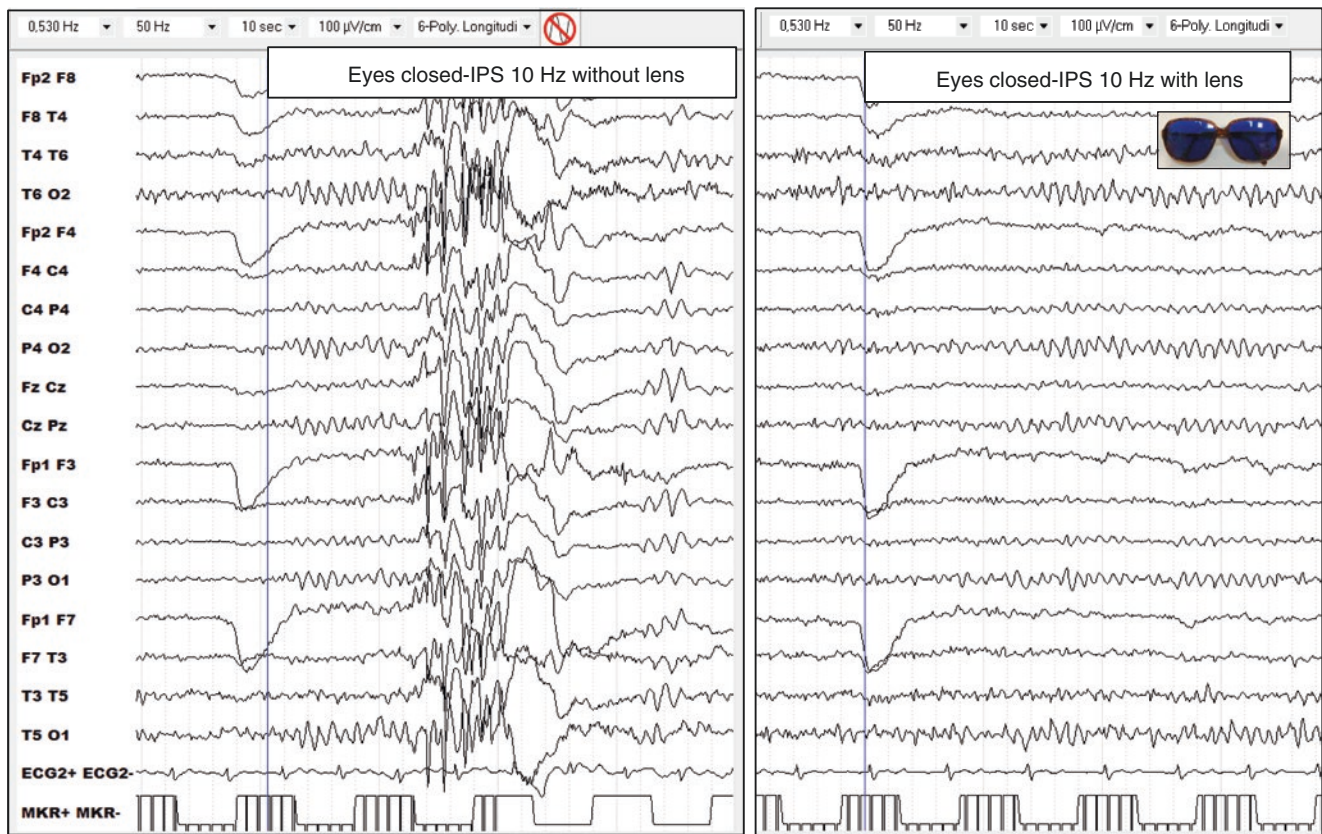 0,530 Hz 50 Hz 10 sec 100 µV/cm 6-Poly. Longitudi
Eyes closed-IPS 10 Hz without lens
Fp2 F8
F8 T4
T4 T6
T6 O2
Fp2 F4
F4 C4
C4 P4
P4 O2
Fz Cz
Cz Pz
Fp1 F3
F3 C3
C3 P3
P3 O1
Fp1 F7
F7 T3
T3 T5
T5 O1
ECG2+ ECG2-
MKR+ MKR-
0,530 Hz 50 Hz 10 sec 100 µV/cm 6-Poly. Longitudi
Eyes closed-IPS 10 Hz with lens